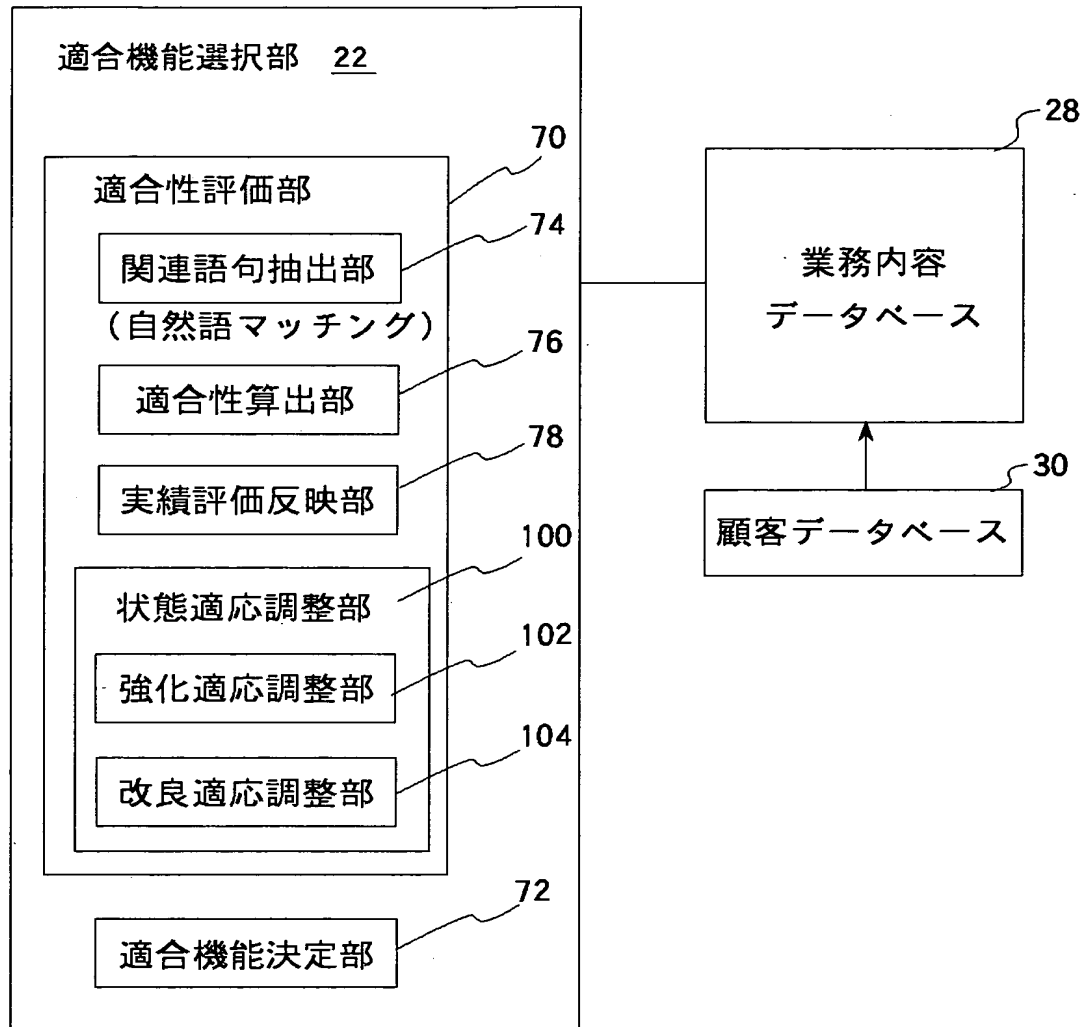 適合機能選択部 22
70
適合性評価部
74
関連語句抽出部
(自然語マッチング)
76
適合性算出部
78
実績評価反映部
100
状態適応調整部
102
強化適応調整部
104
改良適応調整部
72
適合機能決定部
28
業務内容
データベース
30
顧客データベース